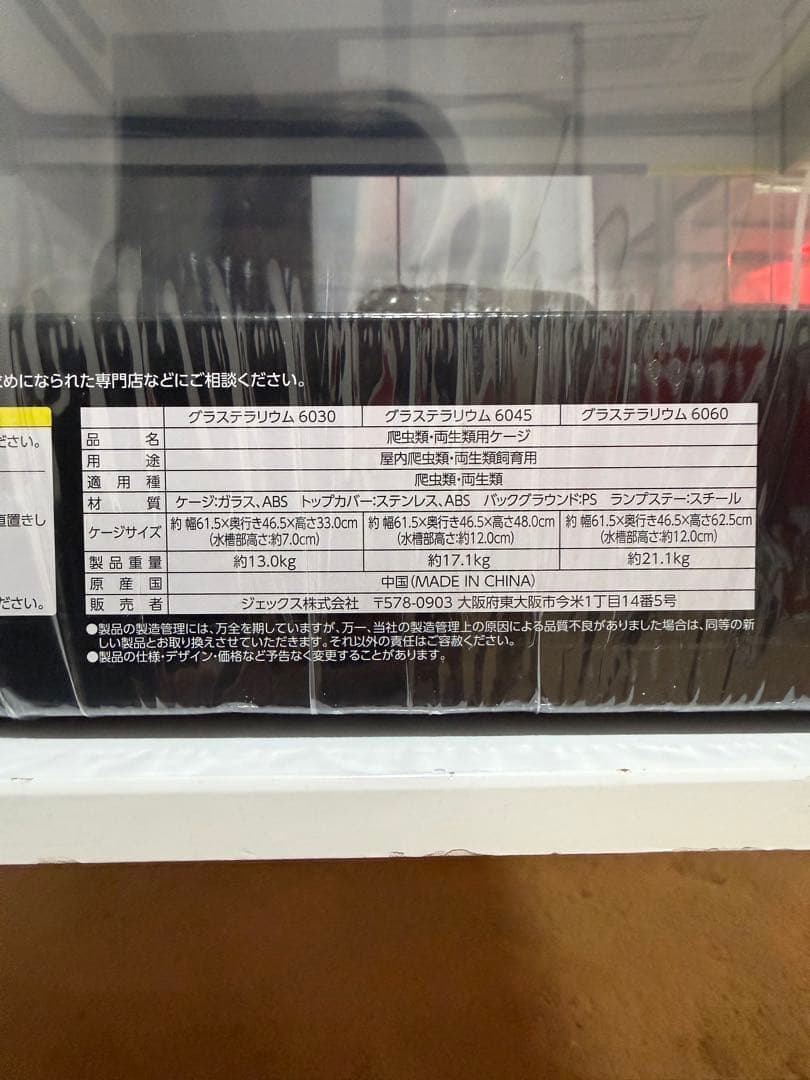 めになられた専門店などにご相談ください。
ださい。
直置きし
ださい。
グラステラリウム 6030 グラステラリウム 6045 グラステラリウム 6060
品名 爬虫類・両生類用ケージ
用途 屋内爬虫類・両生類飼育用
適用種 爬虫類・両生類
材質 ケージ:ガラス、ABS トップカバー:ステンレス、ABS バックグラウンド:PS ランプステー:スチール
ケージサイズ 約 幅61.5×奥行き46.5×高さ33.0cm 約 幅61.5×奥行き46.5×高さ48.0cm 約 幅61.5×奥行き46.5×高さ62.5cm
(水槽部高さ:約7.0cm) (水槽部高さ:約12.0cm) (水槽部高さ:約12.0cm)
製品重量 約13.0kg 約17.1kg 約21.1kg
原産国 中国(MADE IN CHINA)
販売者 ジェックス株式会社 〒578-0903 大阪府東大阪市今米1丁目14番5号
●製品の製造管理には、万全を期していますが、万一、当社の製造管理上の原因による品質不良がありました場合は、同等の新
しい製品とお取り換えさせていただきます。それ以外の責任はご容赦ください。
●製品の仕様・デザイン・価格など予告なく変更することがあります。